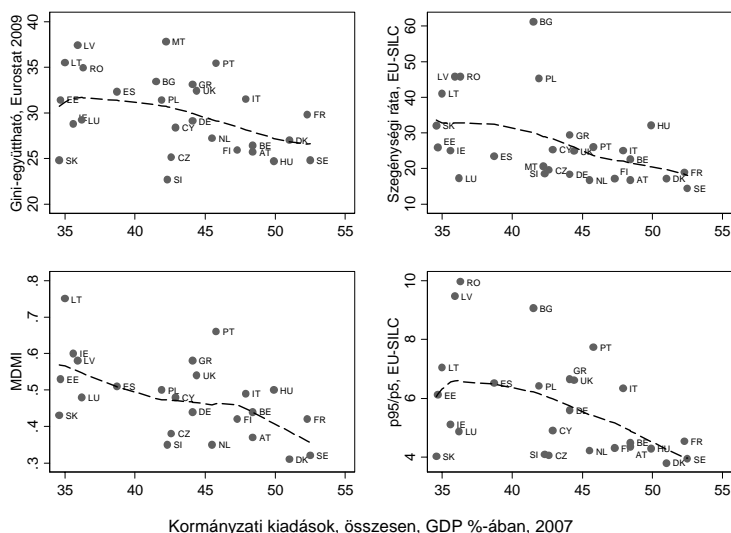 Gini-együttható, Eurostat 2009
40
35
30
25
20
LV
MT
LT
RO
PT
BG
GR
ES
UK
EE
PL
IT
IE
LU
DE
FR
CY
NL
FI
BE
AT
DK
SK
CZ
HU
SE
SI
35 40 45 50 55
Szegénységi ráta, EU-SILC
60
50
40
30
20
10
BG
LV
RO
PL
LT
SK
HU
GR
EE
IE
CY
UK
PT
IT
ES
BE
MT
CZ
SI
DE
LU
NL
FI
AT
DK
FR
SE
35 40 45 50 55
MDMI
.8
.7
.6
.5
.4
.3
LT
PT
IE
LV
GR
UK
EE
ES
PL
HU
LU
CY
IT
SK
DE
BE
FI
FR
CZ
AT
SI
NL
SE
DK
35 40 45 50 55
p95/p5, EU-SILC
10
8
6
4
RO
LV
BG
PT
LT
GR
UK
ES
PL
IT
EE
DE
IE
LU
CY
BE
FR
AT
FI
HU
NL
SK
SI
CZ
SE
DK
35 40 45 50 55
Kormányzati kiadások, összesen, GDP %-ában, 2007